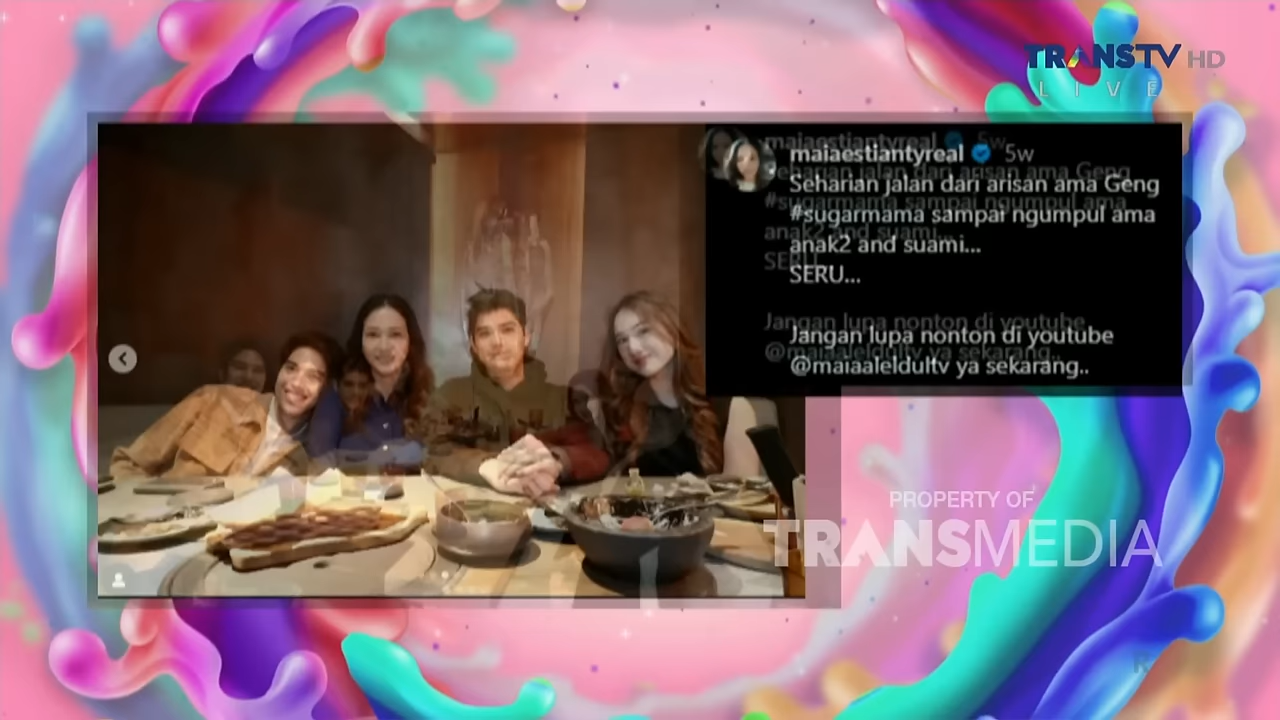 TRANSTV HD
LIVE
maiaestiantyreal 5w
Seharian jalan dari arisan ama Geng
#sugarmama sampai ngumpul ama
anak2 and suami...
SERU...
Jangan lupa nonton di youtube
@maiaaleldultv ya sekarang..
PROPERTY OF
TRANSMEDIA